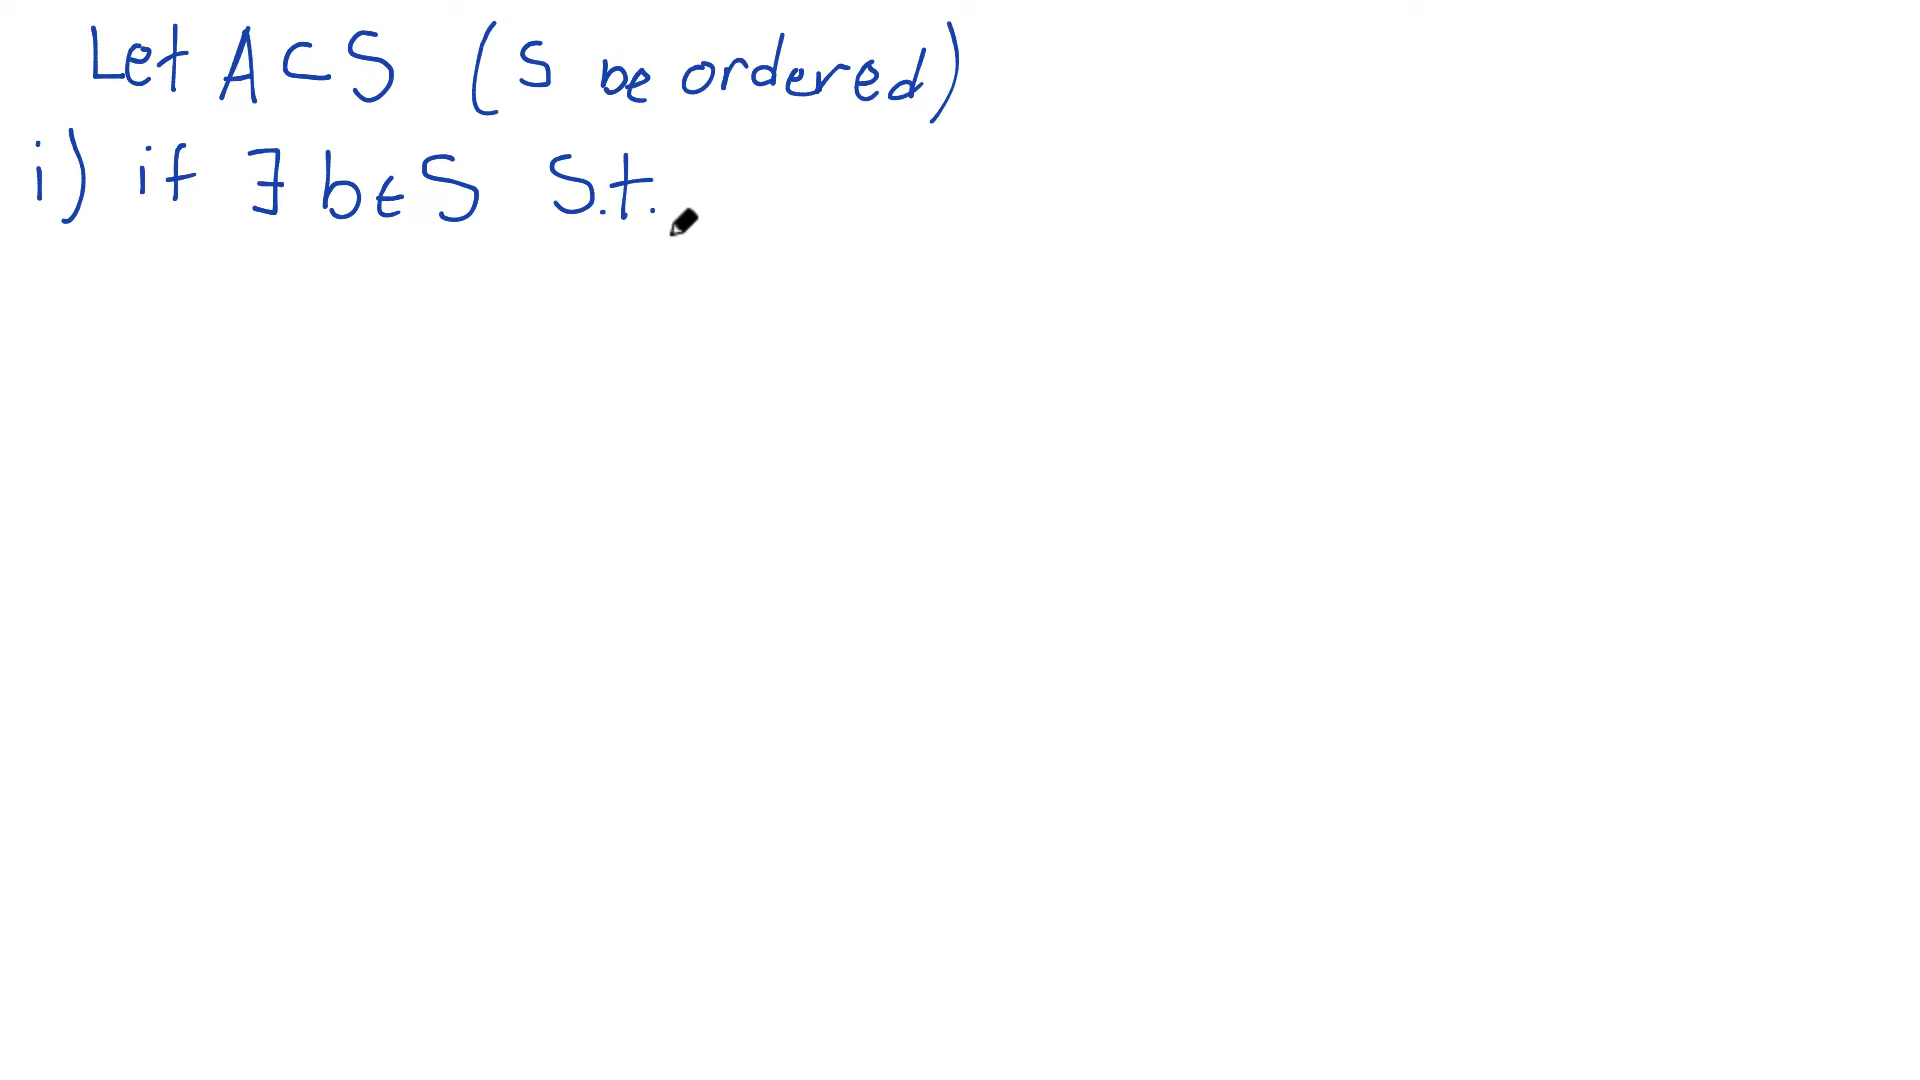 Let A ⊂ S (S be ordered)
i) if ∃ b ∈ S S.t.